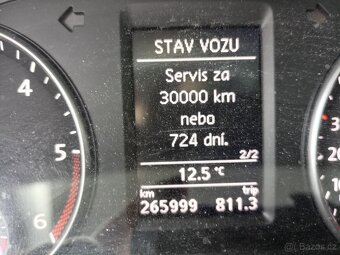 STAV VOZU
Servis za
30000 km
nebo
724 dní.
2/2
12.5 °C
km trip
265999 811.3
4
5
6